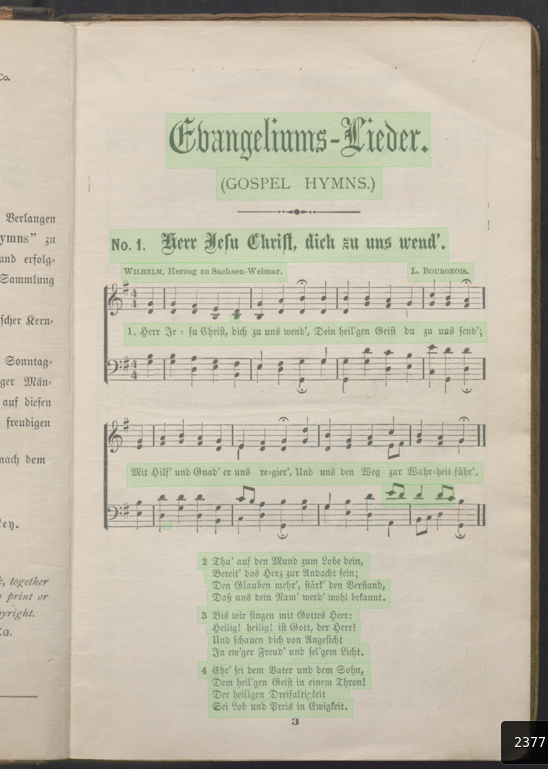 Co.
Verlangen
ymns" zu
und erfolg-
Sammlung
scher Kern-
Sonntag-
ger Män-
auf diesen
freudigen
nach dem
ey.
, together
print or
pyright.
Co.
Evangeliums-Lieder.
(GOSPEL HYMNS.)
No. 1. Herr Jesu Christ, dich zu uns wend'.
WILHELM, Herzog zu Sachsen-Weimar.
L. BOURGEOIS.
1. Herr Je - su Christ, dich zu uns wend', Dein heil'gen Geist du zu uns send';
Mit Hilf' und Gnad' er uns re-gier', Und uns den Weg zur Wahr-heit führ'.
2 Thu' auf den Mund zum Lobe dein,
Bereit' das Herz zur Andacht fein;
Den Glauben mehr', stärk' den Verstand,
Daß uns dein Nam' werd' wohl bekannt.
3 Bis wir singen mit Gottes Heer:
Heilig! heilig! ist Gott, der Herr!
Und schauen dich von Angesicht
In ew'ger Freud' und sel'gem Licht.
4 Ehr' sei dem Vater und dem Sohn,
Dem heil'gen Geist in einem Thron!
Der heiligen Dreifaltigkeit
Sei Lob und Preis in Ewigkeit.
3
2377